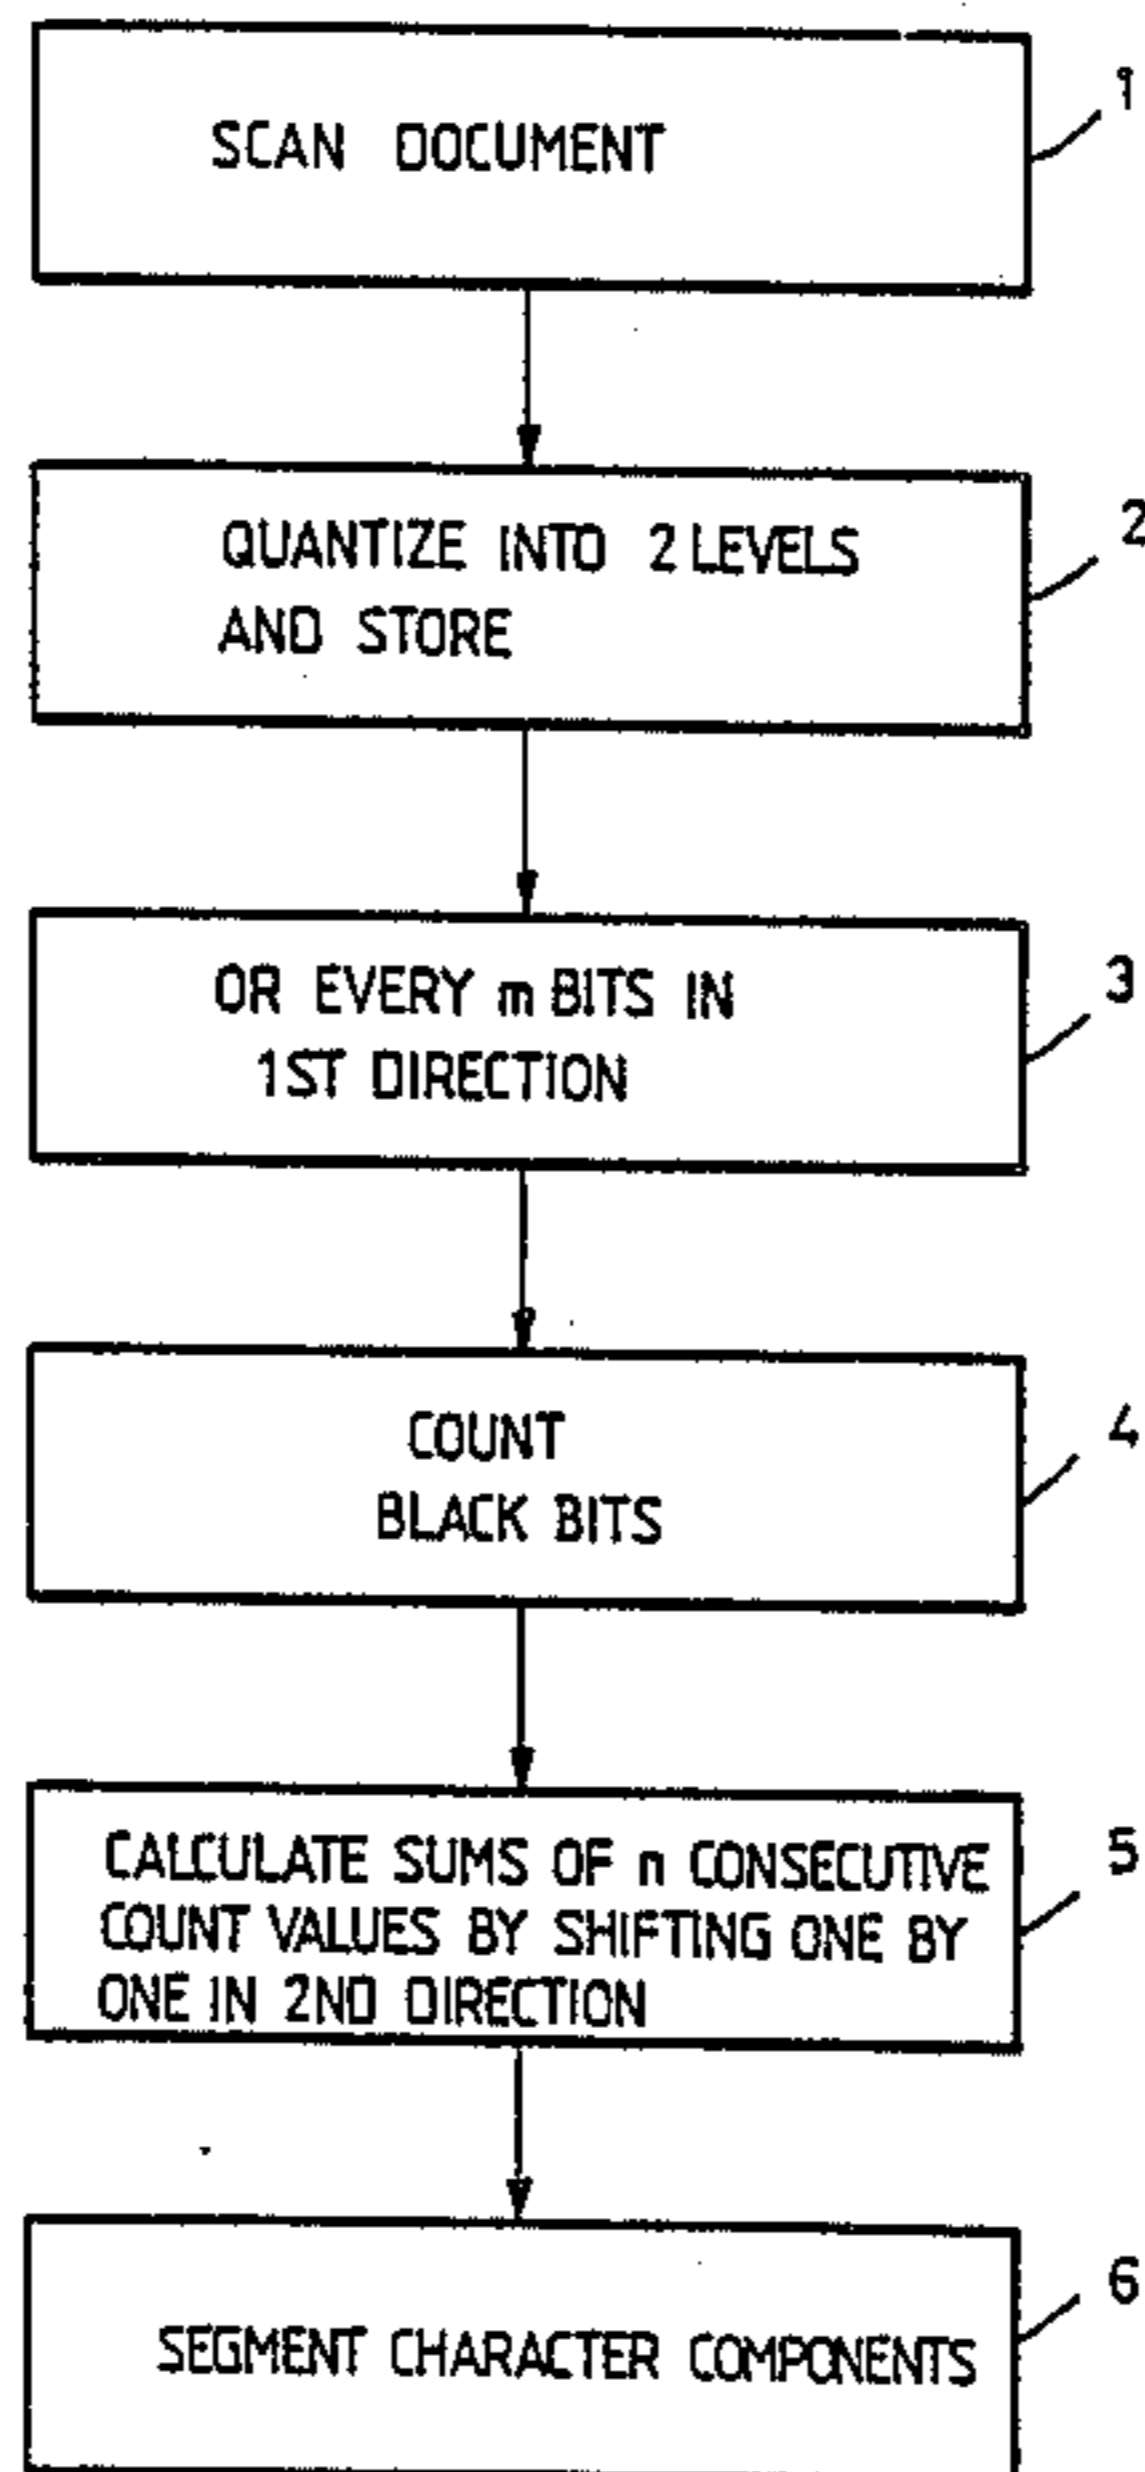 SCAN DOCUMENT
1
QUANTIZE INTO 2 LEVELS
AND STORE
2
OR EVERY m BITS IN
1ST DIRECTION
3
COUNT
BLACK BITS
4
CALCULATE SUMS OF n CONSECUTIVE
COUNT VALUES BY SHIFTING ONE BY
ONE IN 2ND DIRECTION
5
SEGMENT CHARACTER COMPONENTS
6